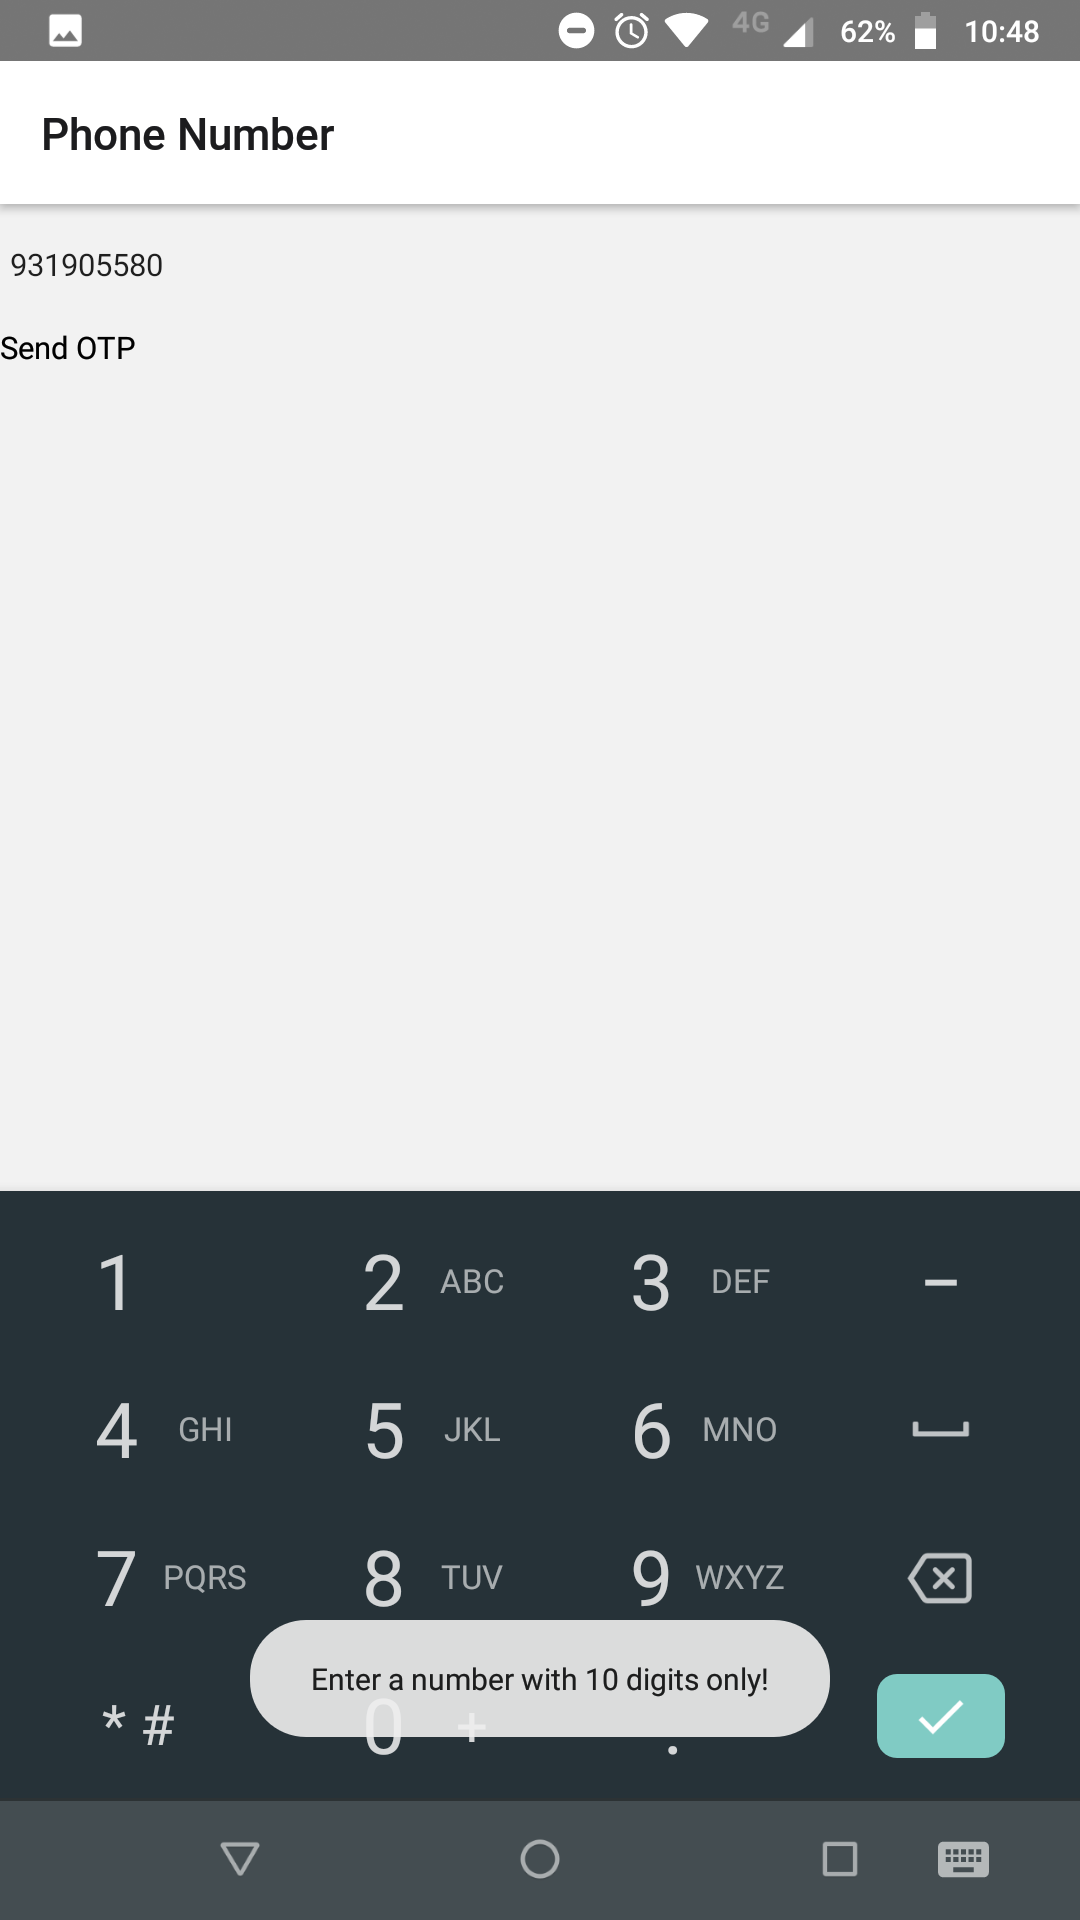 4G 62% 10:48
Phone Number
931905580
Send OTP
1 2 ABC 3 DEF –
4 GHI 5 JKL 6 MNO
7 PQRS 8 TUV 9 WXYZ
Enter a number with 10 digits only!
* # 0 + .